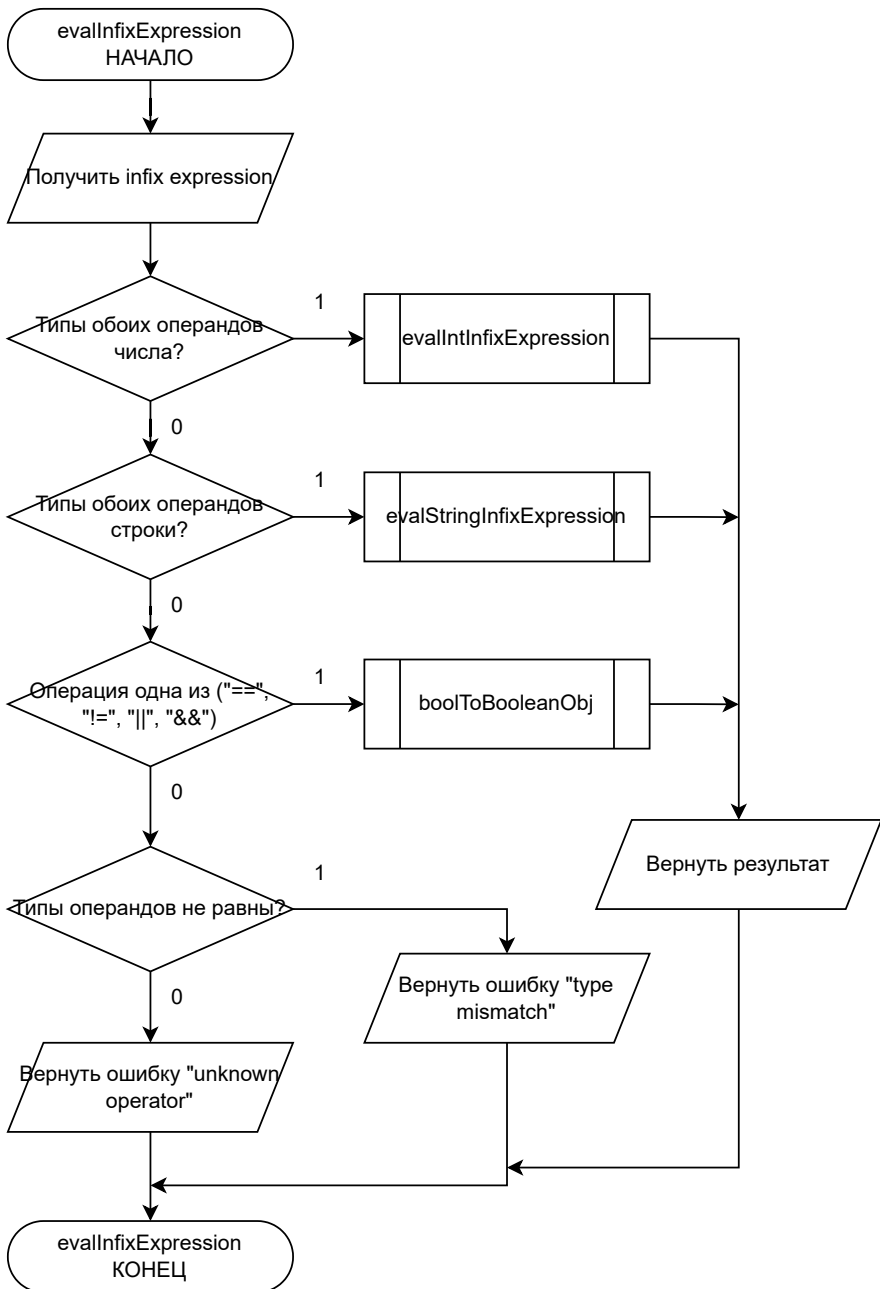 evalInfixExpression
НАЧАЛО
Получить infix expression
Типы обоих операндов
числа?
1
evalIntInfixExpression
0
Типы обоих операндов
строки?
1
evalStringInfixExpression
0
Операция одна из ("==",
"!=", "||", "&&")
1
boolToBooleanObj
0
Вернуть результат
Типы операндов не равны?
1
Вернуть ошибку "type
mismatch"
0
Вернуть ошибку "unknown
operator"
evalInfixExpression
КОНЕЦ